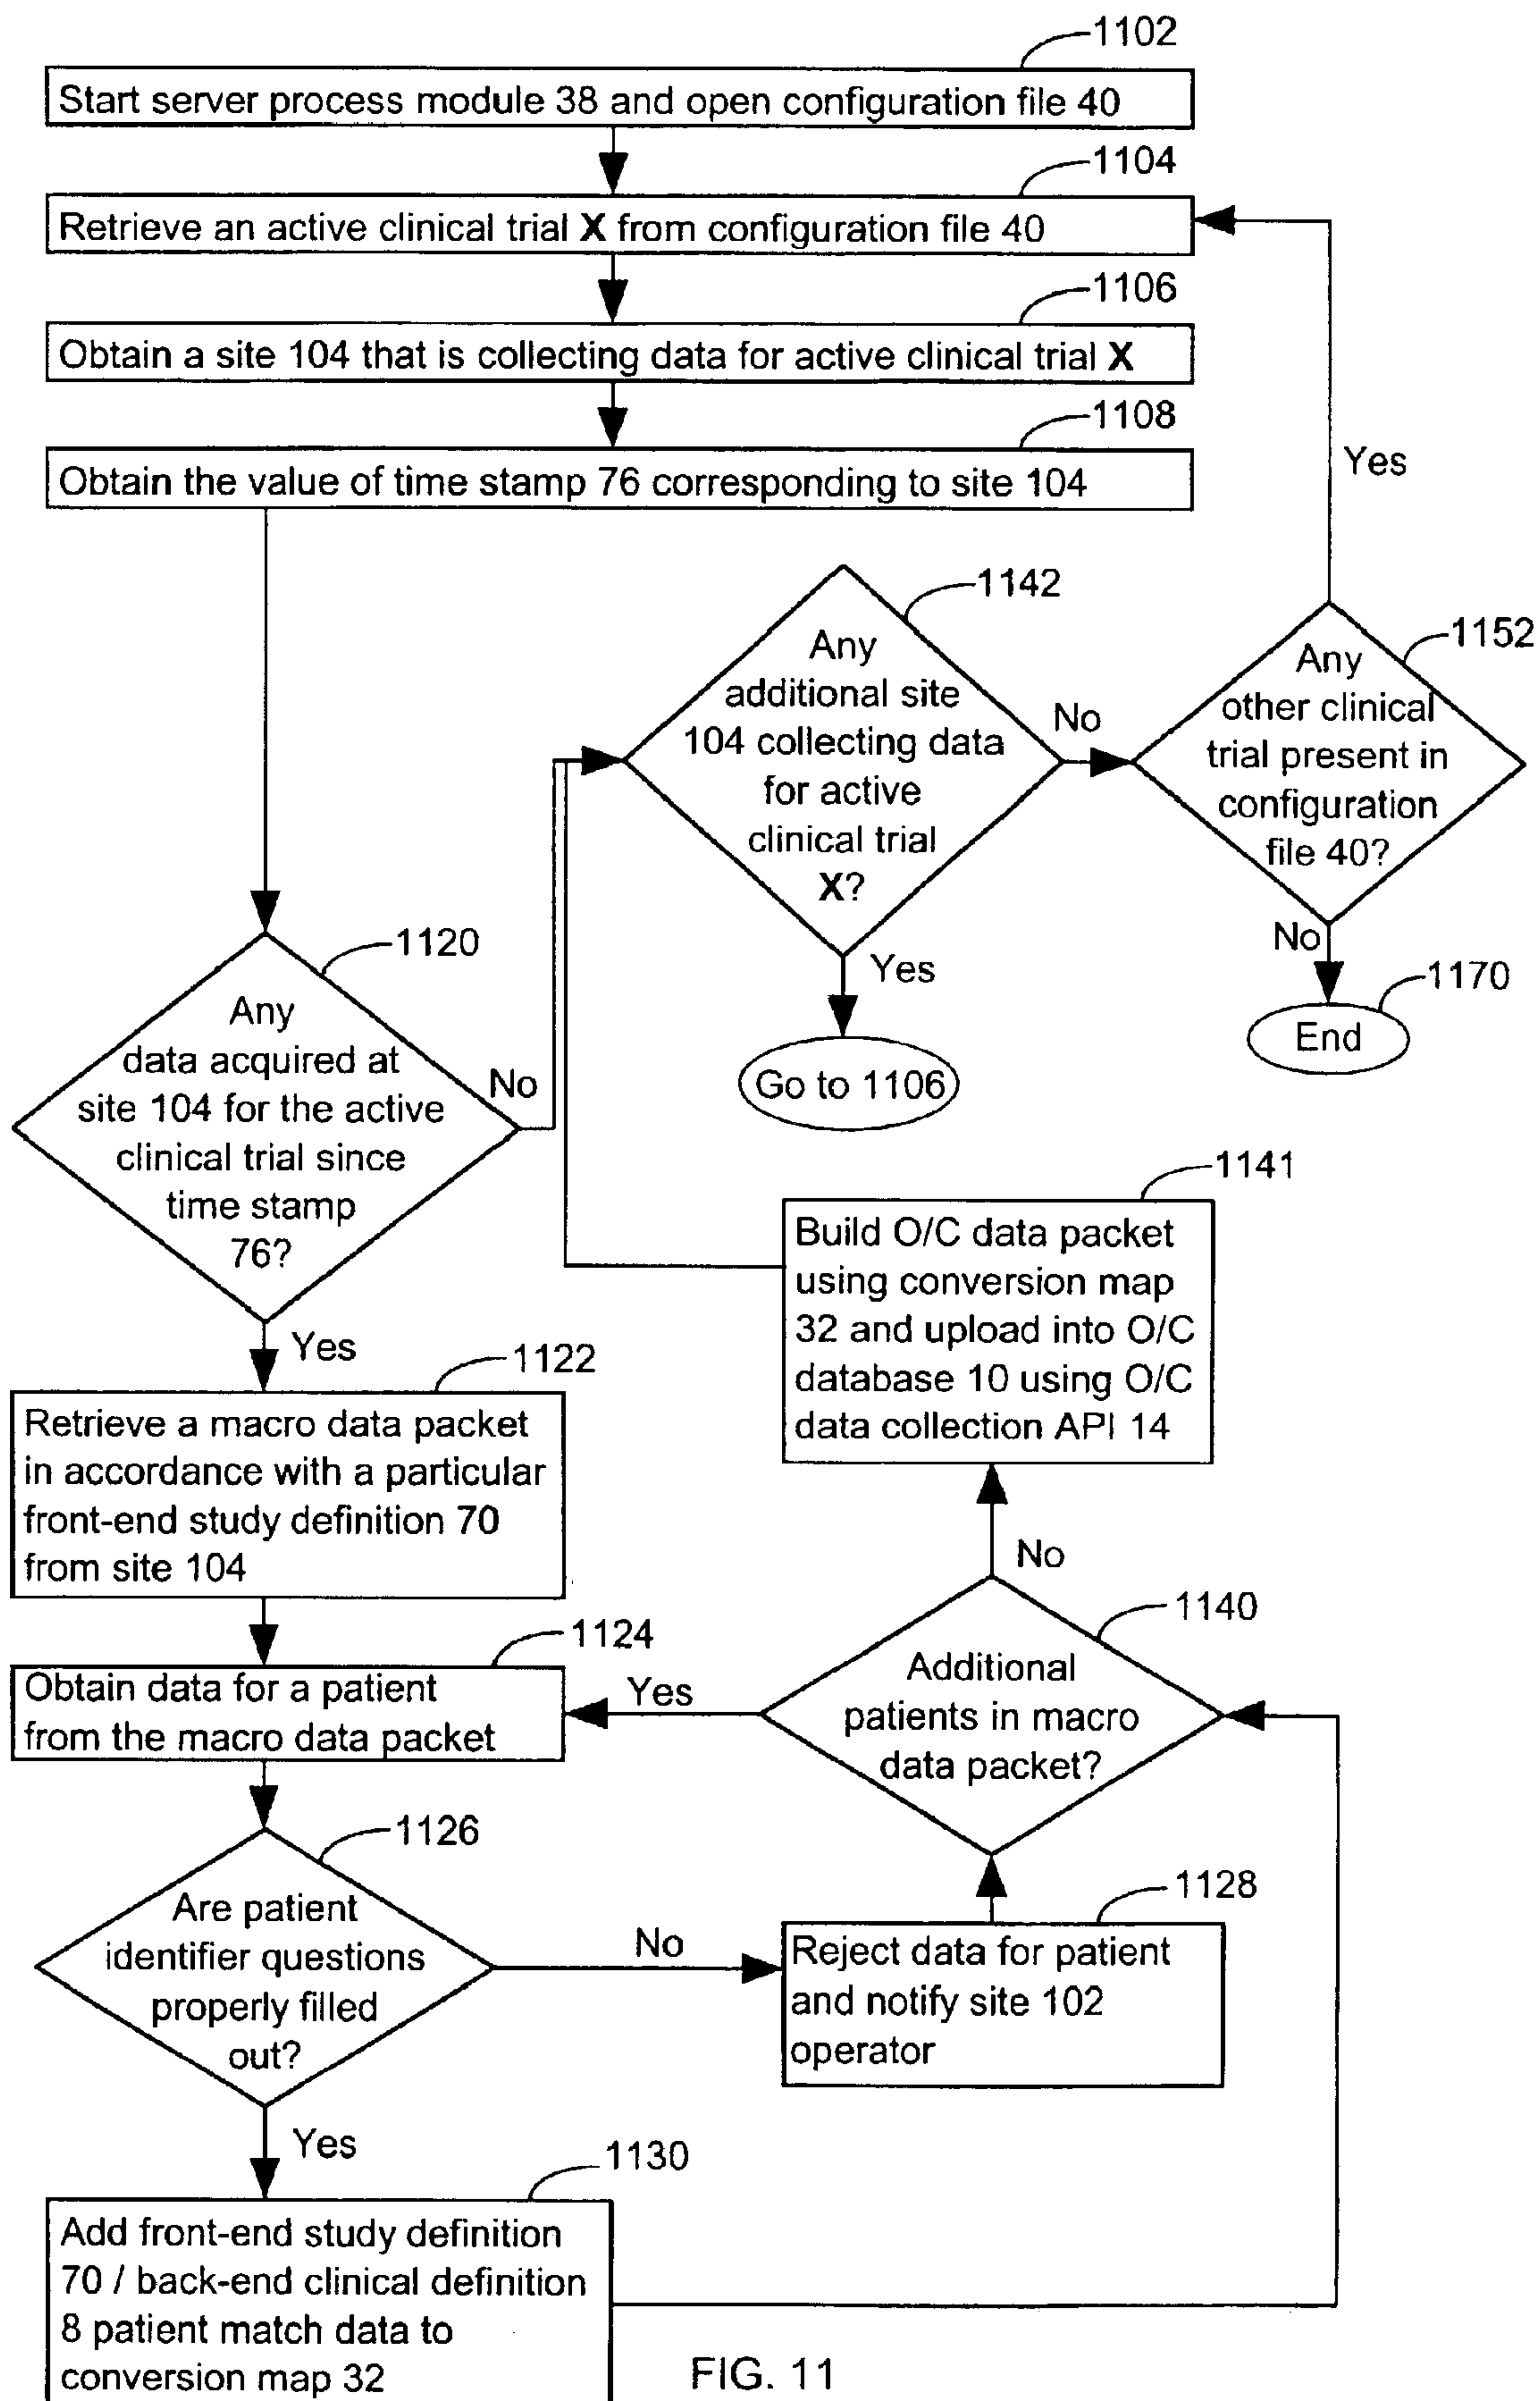 1102
Start server process module 38 and open configuration file 40
1104
Retrieve an active clinical trial X from configuration file 40
1106
Obtain a site 104 that is collecting data for active clinical trial X
1108
Obtain the value of time stamp 76 corresponding to site 104
Yes
1142
Any
additional site
104 collecting data
for active
clinical trial
X?
No
1152
Any
other clinical
trial present in
configuration
file 40?
Yes
Go to 1106
No
1170
End
1120
Any
data acquired at
site 104 for the active
clinical trial since
time stamp
76?
No
1141
Build O/C data packet
using conversion map
32 and upload into O/C
database 10 using O/C
data collection API 14
Yes
1122
Retrieve a macro data packet
in accordance with a particular
front-end study definition 70
from site 104
No
1140
Additional
patients in macro
data packet?
Yes
1124
Obtain data for a patient
from the macro data packet
1126
Are patient
identifier questions
properly filled
out?
No
1128
Reject data for patient
and notify site 102
operator
Yes
1130
Add front-end study definition
70 / back-end clinical definition
8 patient match data to
conversion map 32
FIG. 11